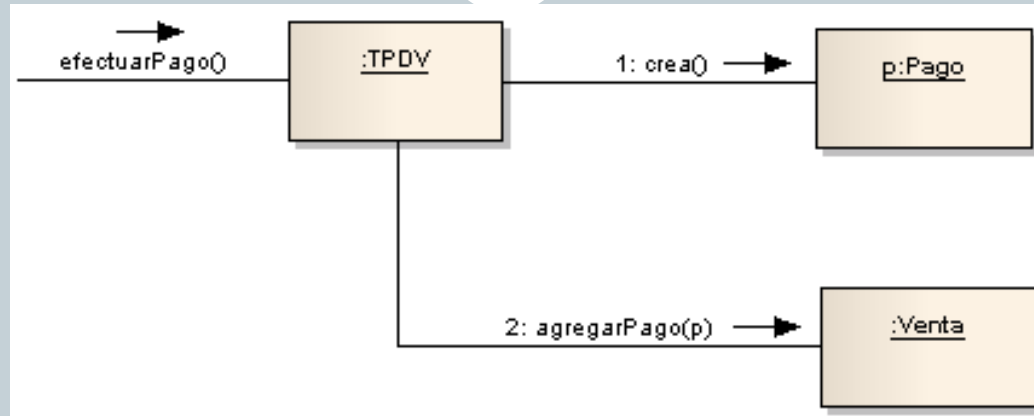 efectuarPago()
:TPDV
1: crea()
p:Pago
2: agregarPago(p)
:Venta